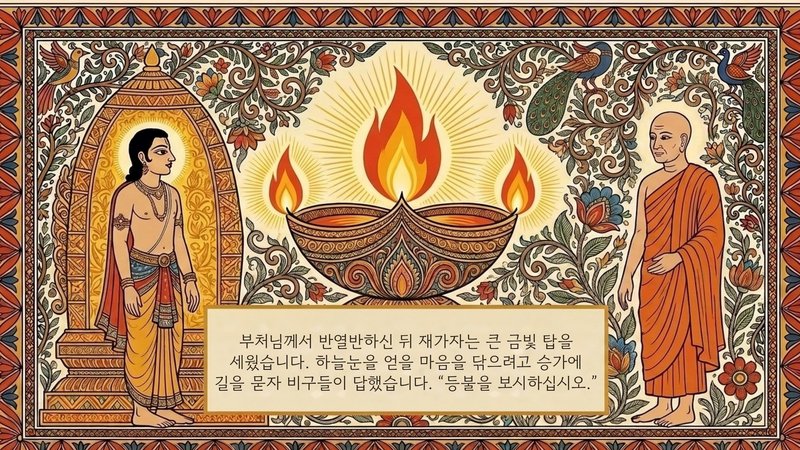 부처님께서 반열반하신 뒤 재가자는 큰 금빛 탑을
세웠습니다. 하늘눈을 얻을 마음을 닦으려고 승가에
길을 묻자 비구들이 답했습니다. “등불을 보시하십시오.”